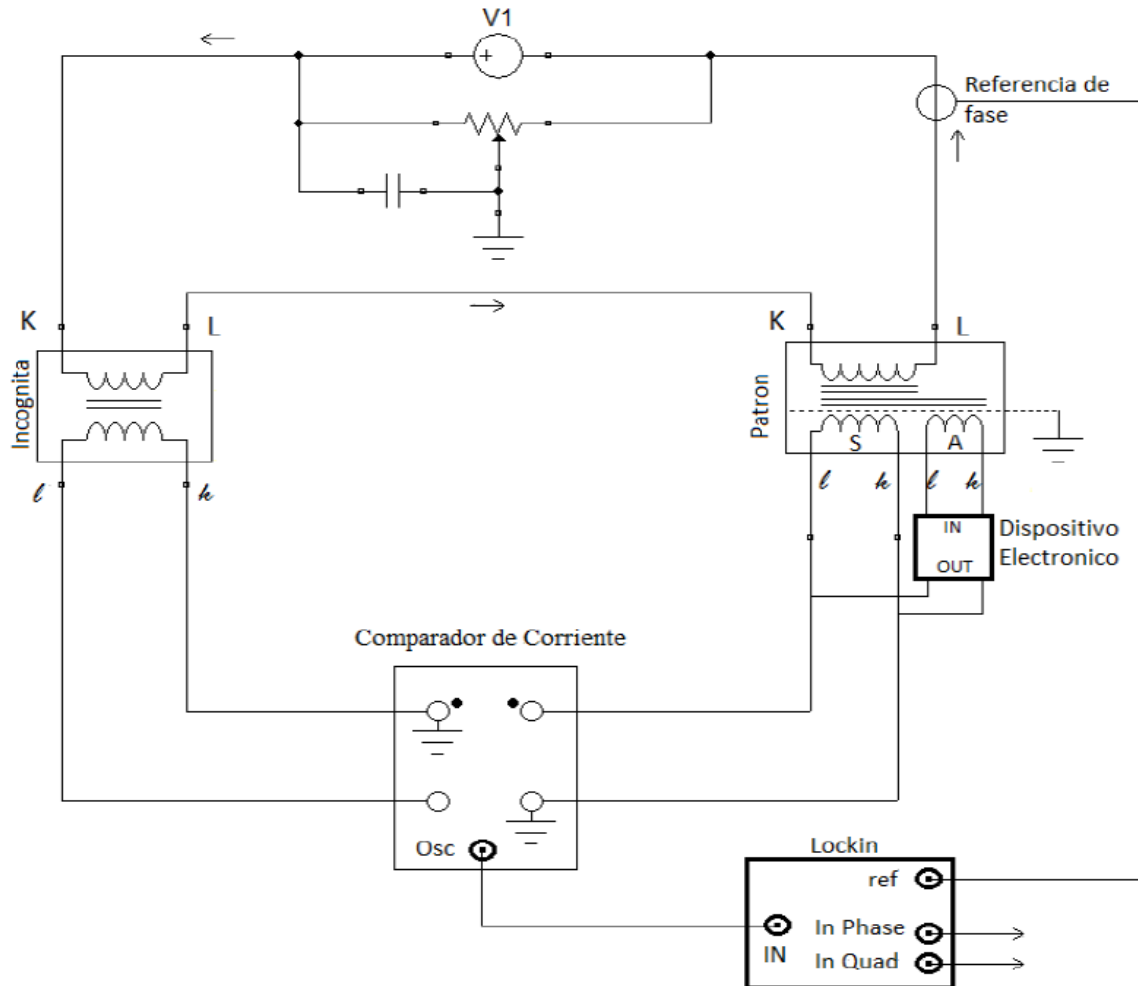 V1
+
Referencia de
fase
K
L
K
L
Incognita
Patron
S
A
ℓ
k
ℓ
k
ℓ
k
IN
OUT
Dispositivo
Electronico
Comparador de Corriente
Osc
Lockin
ref
In Phase
IN
In Quad